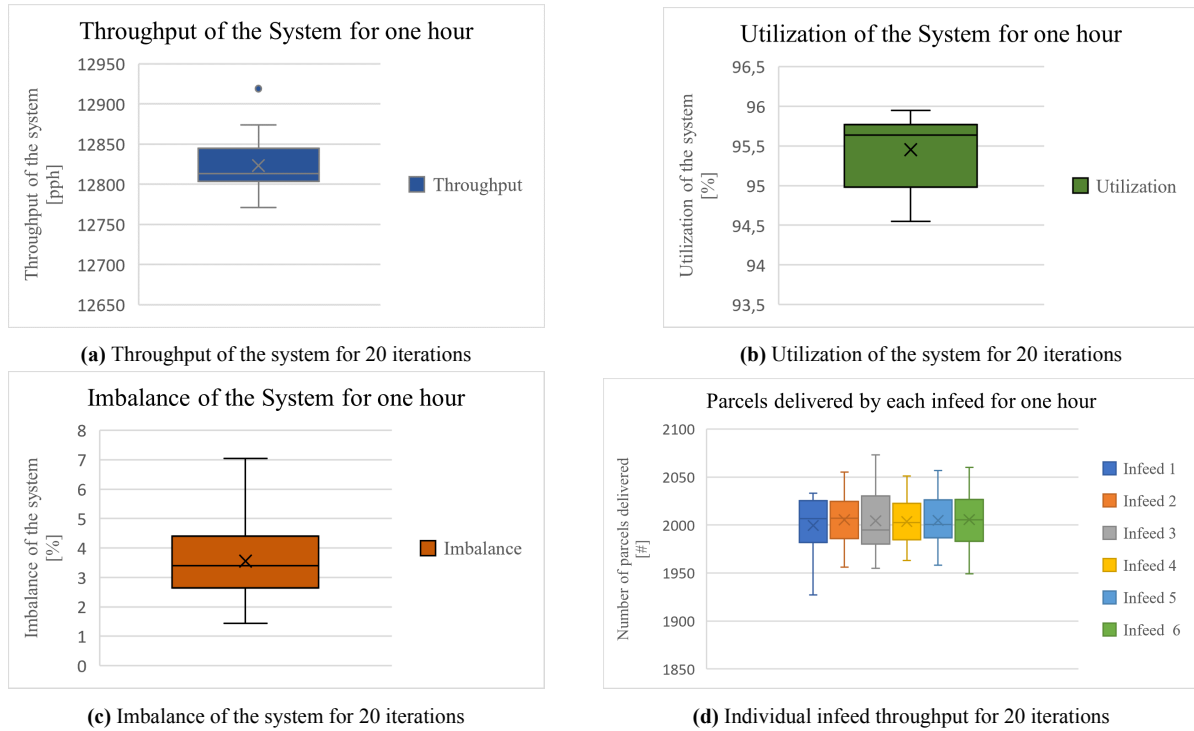 Throughput of the System for one hour
Throughput of the system
[pph]
12950
12900
12850
12800
12750
12700
12650
Throughput
(a) Throughput of the system for 20 iterations
Utilization of the System for one hour
Utilization of the system
[%]
96,5
96
95,5
95
94,5
94
93,5
Utilization
(b) Utilization of the system for 20 iterations
Imbalance of the System for one hour
Imbalance of the system
[%]
8
7
6
5
4
3
2
1
0
Imbalance
(c) Imbalance of the system for 20 iterations
Parcels delivered by each infeed for one hour
Number of parcels delivered
[#]
2100
2050
2000
1950
1900
1850
Infeed 1
Infeed 2
Infeed 3
Infeed 4
Infeed 5
Infeed 6
(d) Individual infeed throughput for 20 iterations